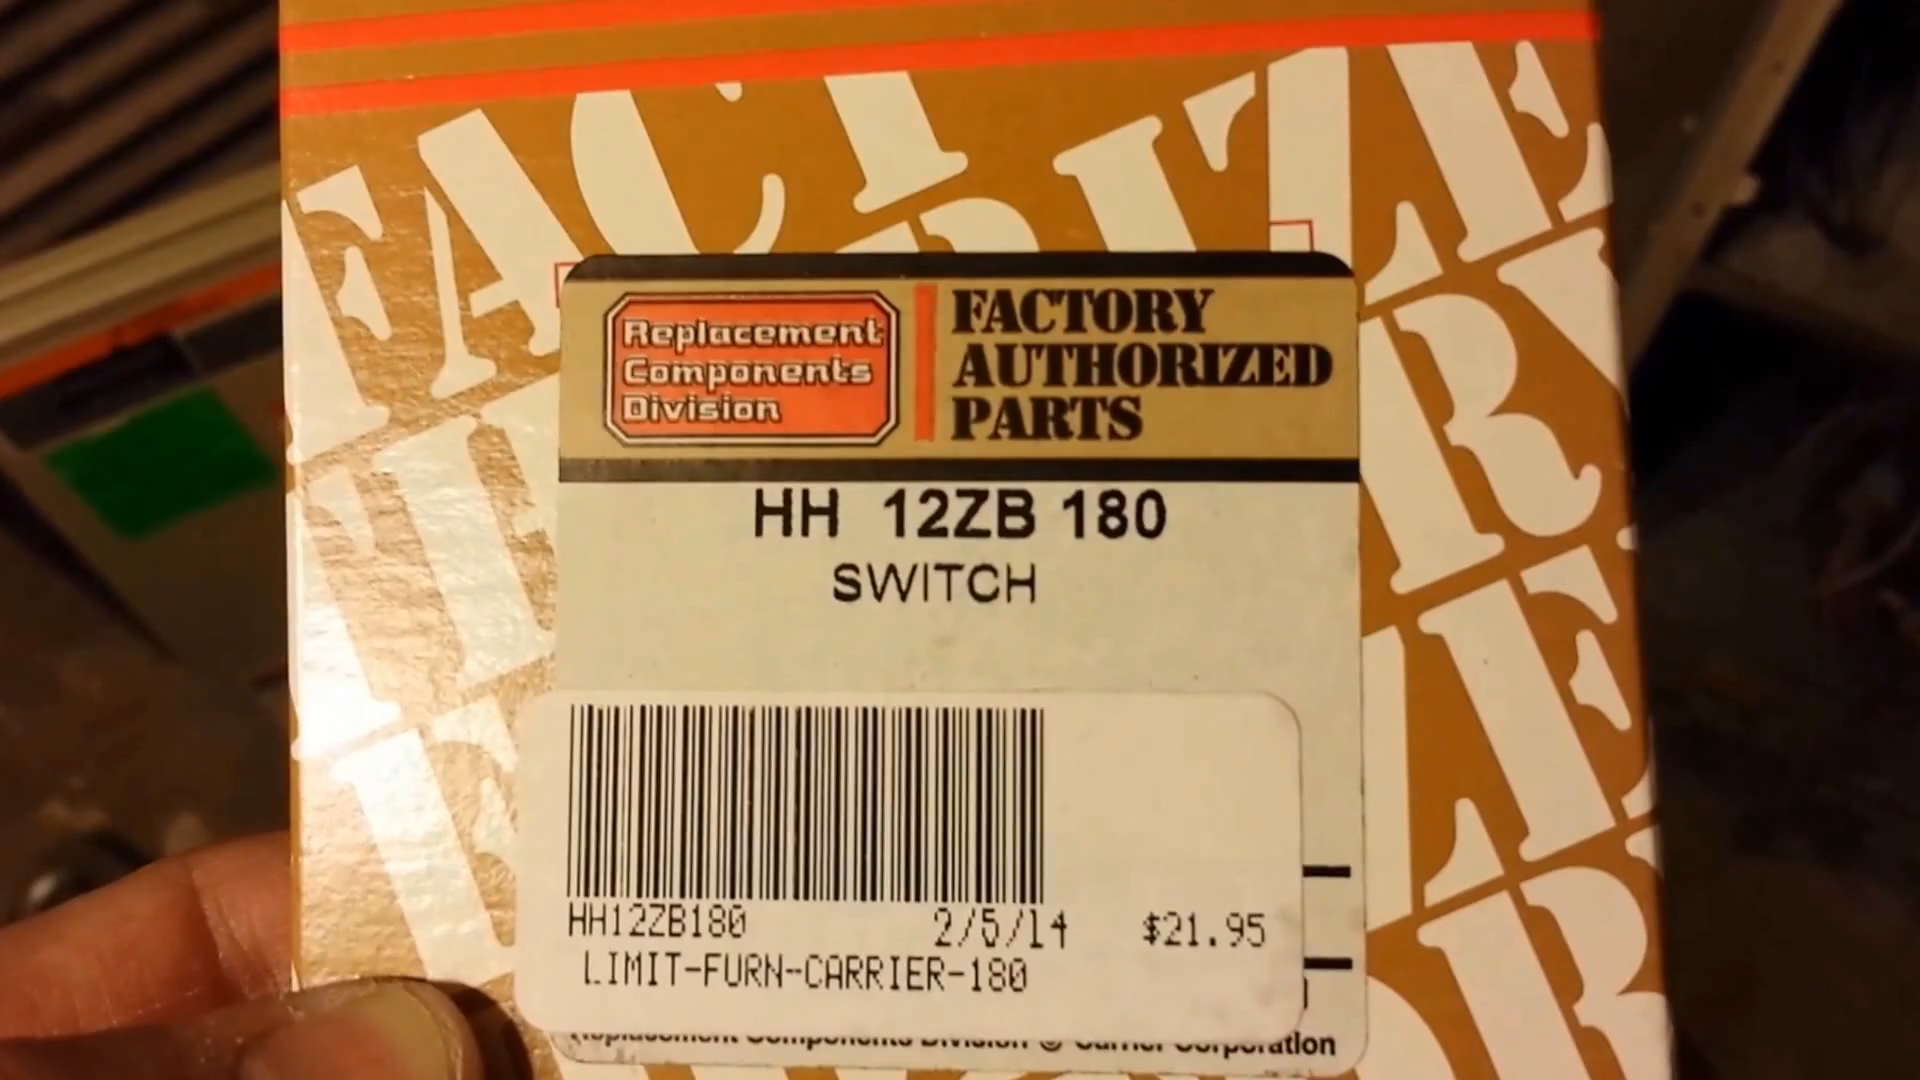 Replacement
Components
Division
FACTORY
AUTHORIZED
PARTS
HH 12ZB 180
SWITCH
HH12ZB180 2/5/14 $21.95
LIMIT-FURN-CARRIER-180
Replacement Components Division © Carrier Corporation